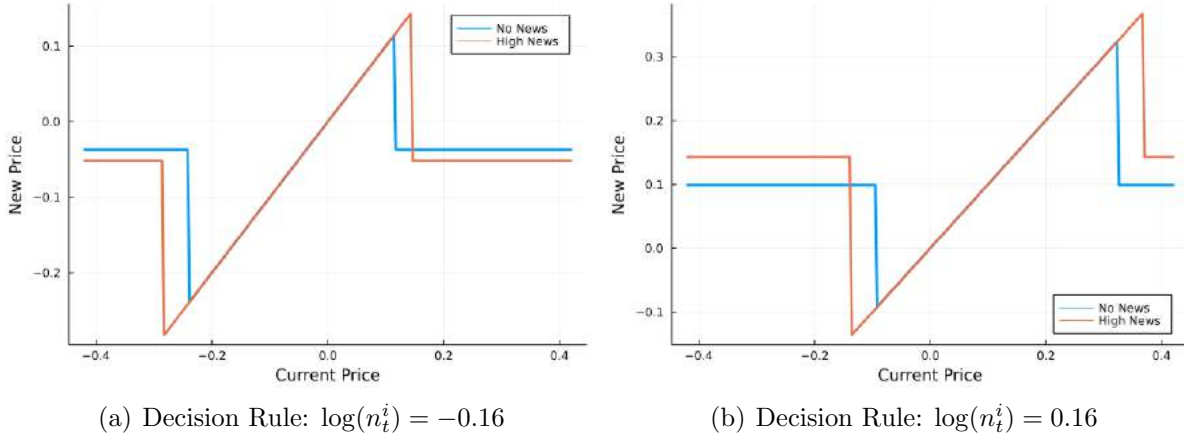 No News
High News
New Price
0.1
0.0
−0.1
−0.2
−0.4
−0.2
0.0
0.2
0.4
Current Price
(a) Decision Rule: log(n_t^i) = −0.16
New Price
0.3
0.2
0.1
0.0
−0.1
No News
High News
−0.4
−0.2
0.0
0.2
0.4
Current Price
(b) Decision Rule: log(n_t^i) = 0.16